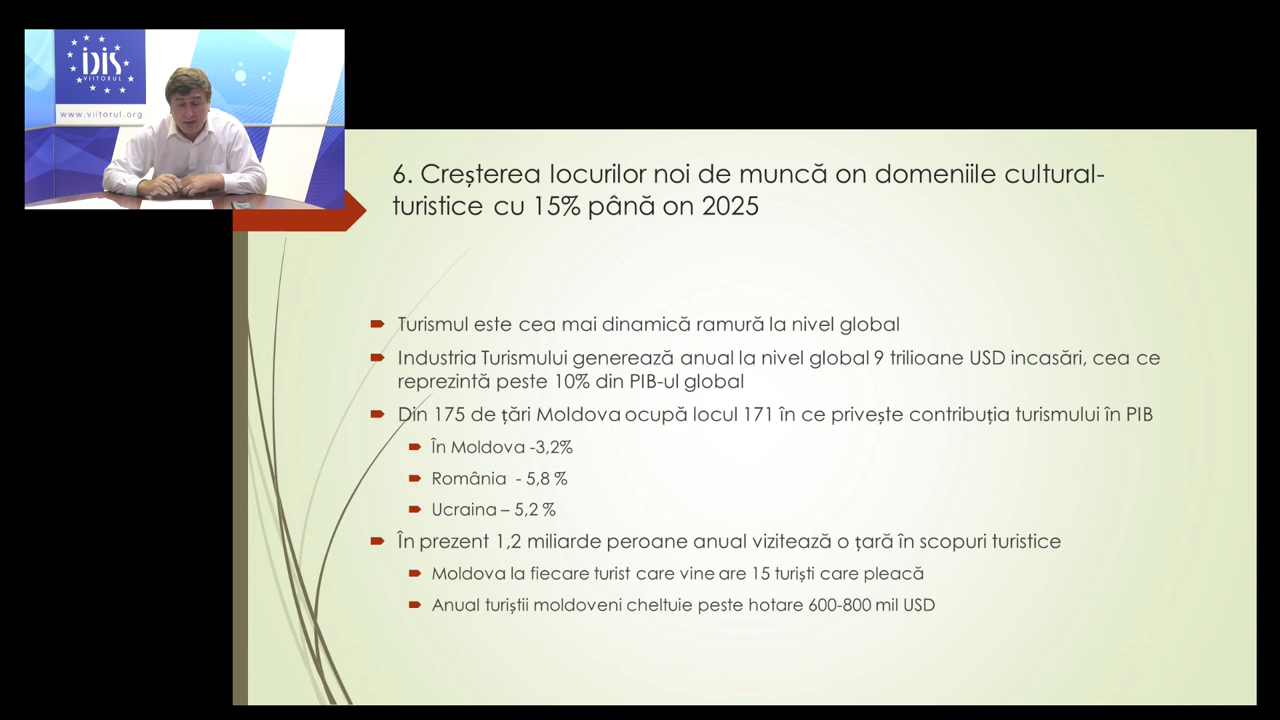 iDiS
VIITORUL
www.viitorul.org
6. Creșterea locurilor noi de muncă on domeniile cultural-
turistice cu 15% până on 2025
Turismul este cea mai dinamică ramură la nivel global
Industria Turismului generează anual la nivel global 9 trilioane USD incasări, cea ce
reprezintă peste 10% din PIB-ul global
Din 175 de țări Moldova ocupă locul 171 în ce privește contribuția turismului în PIB
În Moldova -3,2%
România - 5,8 %
Ucraina – 5,2 %
În prezent 1,2 miliarde peroane anual vizitează o țară în scopuri turistice
Moldova la fiecare turist care vine are 15 turiști care pleacă
Anual turiștii moldoveni cheltuie peste hotare 600-800 mil USD